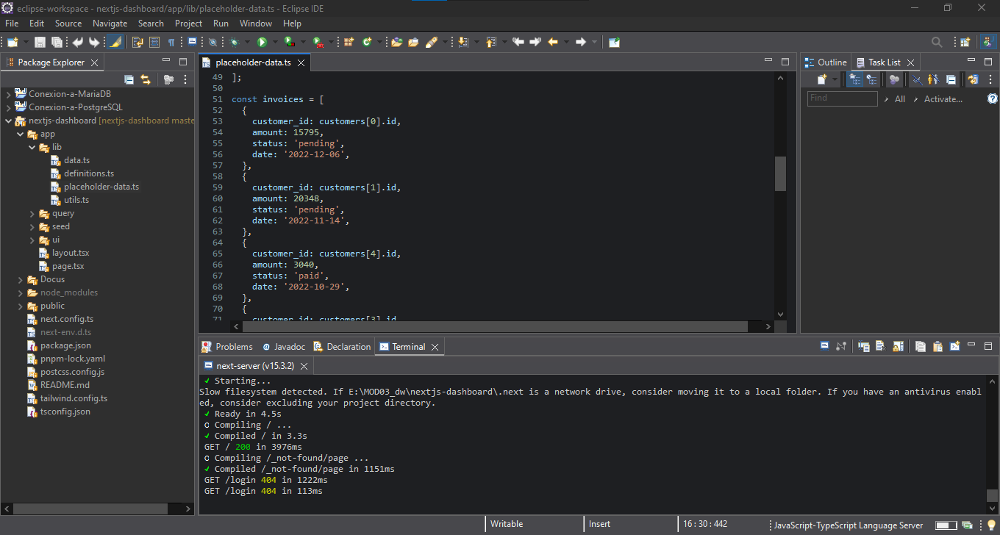 eclipse-workspace - nextjs-dashboard/app/lib/placeholder-data.ts - Eclipse IDE
File Edit Source Navigate Search Project Run Window Help
Package Explorer
Conexion-a-MariaDB
Conexion-a-PostgreSQL
nextjs-dashboard [nextjs-dashboard maste
app
lib
data.ts
definitions.ts
placeholder-data.ts
utils.ts
query
seed
ui
layout.tsx
page.tsx
Docus
node_modules
public
next.config.ts
next-env.d.ts
package.json
pnpm-lock.yaml
postcss.config.js
README.md
tailwind.config.ts
tsconfig.json
placeholder-data.ts
49 ];
50
51 const invoices = [
52 {
53 customer_id: customers[0].id,
54 amount: 15795,
55 status: 'pending',
56 date: '2022-12-06',
57 },
58 {
59 customer_id: customers[1].id,
60 amount: 20348,
61 status: 'pending',
62 date: '2022-11-14',
63 },
64 {
65 customer_id: customers[4].id,
66 amount: 3040,
67 status: 'paid',
68 date: '2022-10-29',
69 },
70 {
71 customer_id: customers[3].id,
Outline Task List
Find All Activate...
Problems Javadoc Declaration Terminal
next-server (v15.3.2)
✓ Starting...
Slow filesystem detected. If E:\MOD03_dw\nextjs-dashboard\.next is a network drive, consider moving it to a local folder. If you have an antivirus enabl
ed, consider excluding your project directory.
✓ Ready in 4.5s
○ Compiling / ...
✓ Compiled / in 3.3s
GET / 200 in 3976ms
○ Compiling /_not-found/page ...
✓ Compiled /_not-found/page in 1151ms
GET /login 404 in 1222ms
GET /login 404 in 113ms
Writable Insert 16 : 30 : 442 JavaScript-TypeScript Language Server